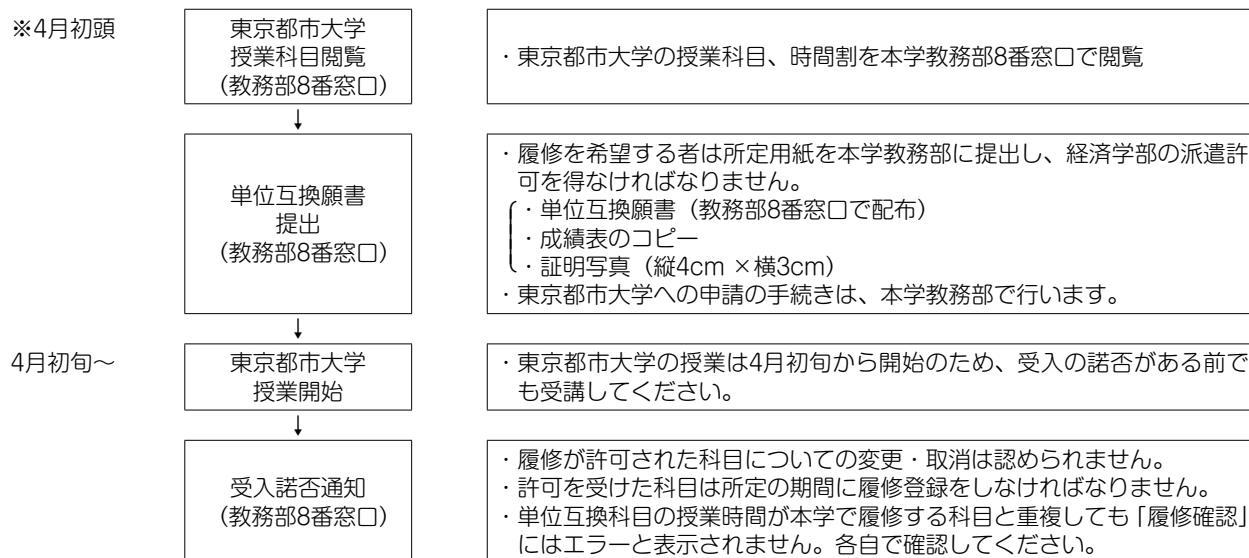 ※4月初頭
東京都市大学
授業科目閲覧
（教務部8番窓口）
・東京都市大学の授業科目、時間割を本学教務部8番窓口で閲覧
↓
単位互換願書
提出
（教務部8番窓口）
・履修を希望する者は所定用紙を本学教務部に提出し、経済学部の派遣許
可を得なければなりません。
・単位互換願書（教務部8番窓口で配布）
・成績表のコピー
・証明写真（縦4cm ×横3cm）
・東京都市大学への申請の手続きは、本学教務部で行います。
↓
4月初旬～
東京都市大学
授業開始
・東京都市大学の授業は4月初旬から開始のため、受入の諾否がある前で
も受講してください。
↓
受入諾否通知
（教務部8番窓口）
・履修が許可された科目についての変更・取消は認められません。
・許可を受けた科目は所定の期間に履修登録をしなければなりません。
・単位互換科目の授業時間が本学で履修する科目と重複しても「履修確認」
にはエラーと表示されません。各自で確認してください。